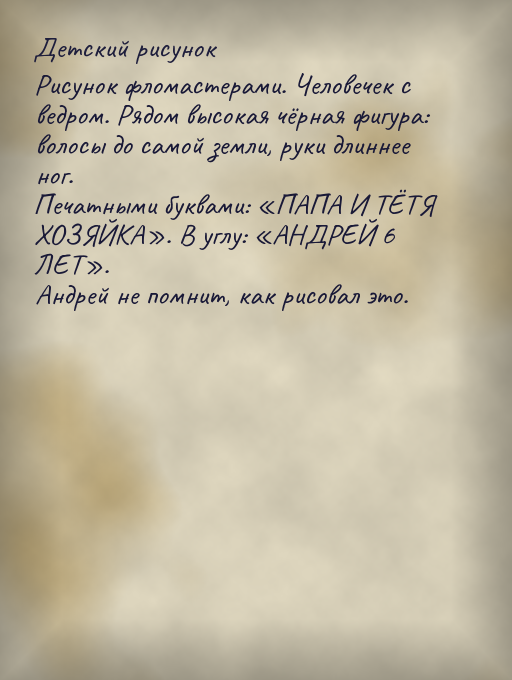 Детский рисунок
Рисунок фломастерами. Человечек с
ведром. Рядом высокая чёрная фигура:
волосы до самой земли, руки длиннее
ног.
Печатными буквами: «ПАПА И ТЁТЯ
ХОЗЯЙКА». В углу: «АНДРЕЙ 6
ЛЕТ».
Андрей не помнит, как рисовал это.